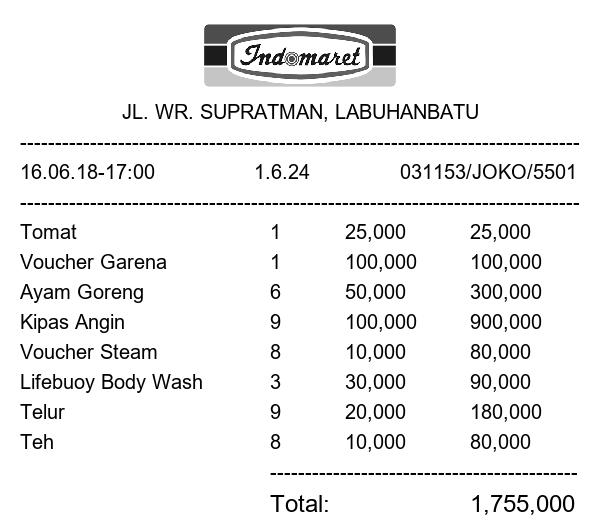 Indomaret
JL. WR. SUPRATMAN, LABUHANBATU
--------------------------------------------------------------------------------
16.06.18-17:00 1.6.24 031153/JOKO/5501
--------------------------------------------------------------------------------
Tomat 1 25,000 25,000
Voucher Garena 1 100,000 100,000
Ayam Goreng 6 50,000 300,000
Kipas Angin 9 100,000 900,000
Voucher Steam 8 10,000 80,000
Lifebuoy Body Wash 3 30,000 90,000
Telur 9 20,000 180,000
Teh 8 10,000 80,000
--------------------------------------------
Total: 1,755,000